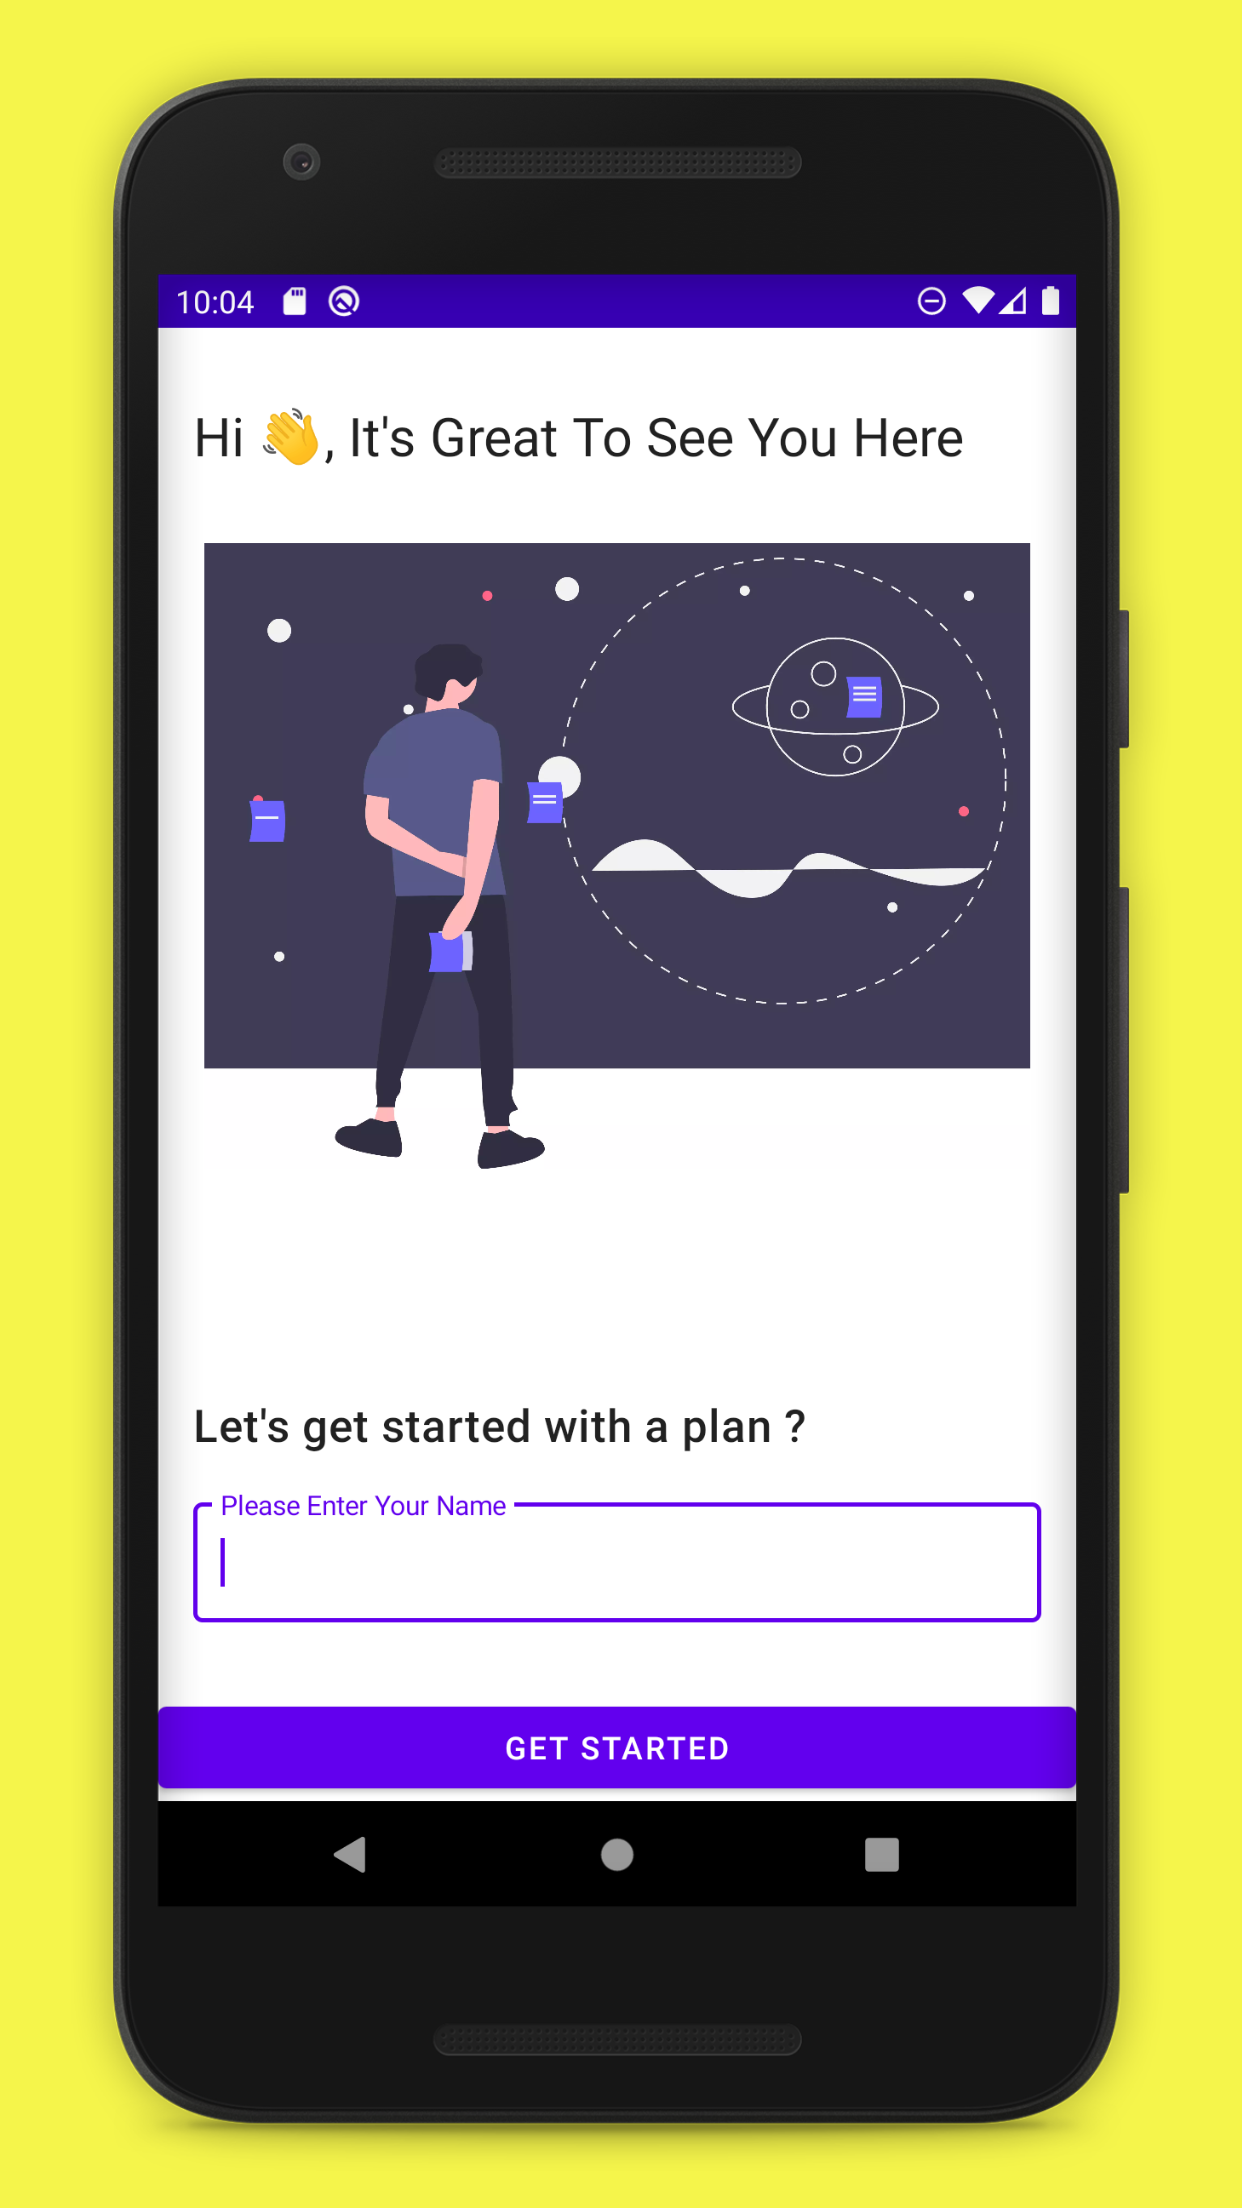 10:04
Hi 👋, It's Great To See You Here
Let's get started with a plan ?
Please Enter Your Name
GET STARTED